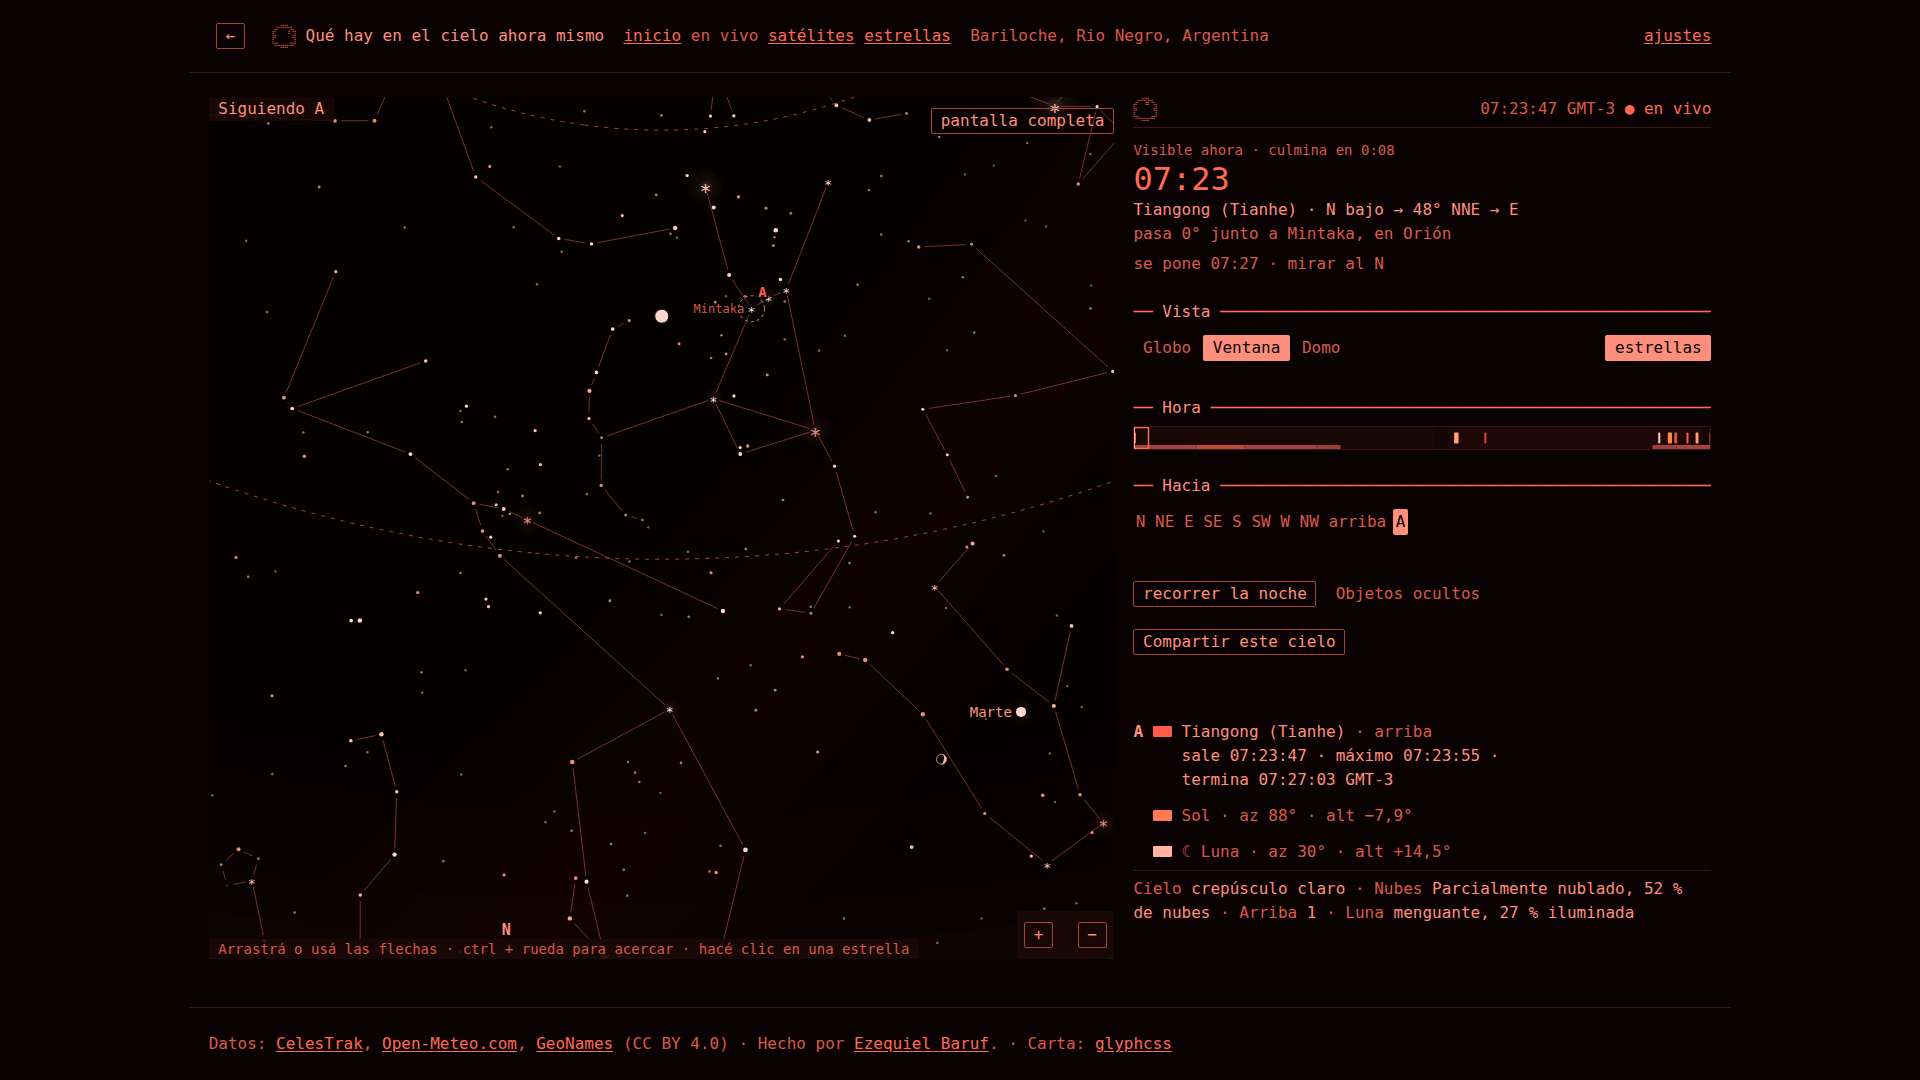 ← Qué hay en el cielo ahora mismo inicio en vivo satélites estrellas Bariloche, Rio Negro, Argentina ajustes
Siguiendo A
pantalla completa
A
Mintaka
Marte
N
Arrastrá o usá las flechas · ctrl + rueda para acercar · hacé clic en una estrella
+ −
07:23:47 GMT-3 ● en vivo
Visible ahora · culmina en 0:08
07:23
Tiangong (Tianhe) · N bajo → 48° NNE → E
pasa 0° junto a Mintaka, en Orión
se pone 07:27 · mirar al N
Vista
Globo Ventana Domo estrellas
Hora
Hacia
N NE E SE S SW W NW arriba A
recorrer la noche Objetos ocultos
Compartir este cielo
A Tiangong (Tianhe) · arriba
sale 07:23:47 · máximo 07:23:55 ·
termina 07:27:03 GMT-3
Sol · az 88° · alt −7,9°
☾ Luna · az 30° · alt +14,5°
Cielo crepúsculo claro · Nubes Parcialmente nublado, 52 %
de nubes · Arriba 1 · Luna menguante, 27 % iluminada
Datos: CelesTrak, Open-Meteo.com, GeoNames (CC BY 4.0) · Hecho por Ezequiel Baruf. · Carta: glyphcss